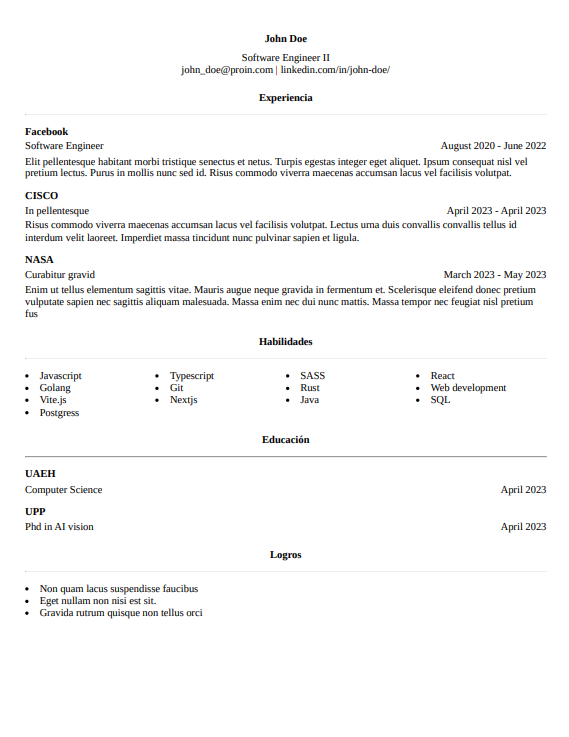 John Doe
Software Engineer II
john_doe@proin.com | linkedin.com/in/john-doe/
Experiencia
Facebook
Software Engineer August 2020 - June 2022
Elit pellentesque habitant morbi tristique senectus et netus. Turpis egestas integer eget aliquet. Ipsum consequat nisl vel
pretium lectus. Purus in mollis nunc sed id. Risus commodo viverra maecenas accumsan lacus vel facilisis volutpat.
CISCO
In pellentesque April 2023 - April 2023
Risus commodo viverra maecenas accumsan lacus vel facilisis volutpat. Lectus urna duis convallis convallis tellus id
interdum velit laoreet. Imperdiet massa tincidunt nunc pulvinar sapien et ligula.
NASA
Curabitur gravid March 2023 - May 2023
Enim ut tellus elementum sagittis vitae. Mauris augue neque gravida in fermentum et. Scelerisque eleifend donec pretium
vulputate sapien nec sagittis aliquam malesuada. Massa enim nec dui nunc mattis. Massa tempor nec feugiat nisl pretium
fus
Habilidades
• Javascript • Typescript • SASS • React
• Golang • Git • Rust • Web development
• Vite.js • Nextjs • Java • SQL
• Postgress
Educación
UAEH
Computer Science April 2023
UPP
Phd in AI vision April 2023
Logros
• Non quam lacus suspendisse faucibus
• Eget nullam non nisi est sit.
• Gravida rutrum quisque non tellus orci